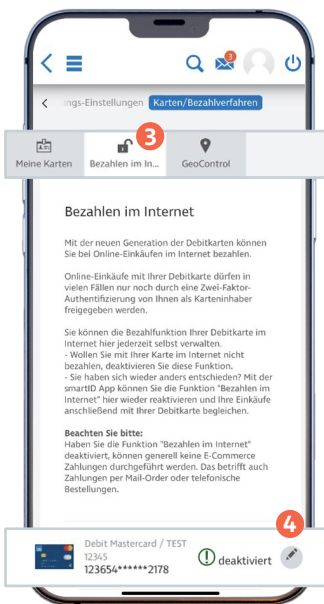 3
ngs-Einstellungen Karten/Bezahlverfahren
3
Meine Karten Bezahlen im In... GeoControl
Bezahlen im Internet
Mit der neuen Generation der Debitkarten können
Sie bei Online-Einkäufen im Internet bezahlen.
Online-Einkäufe mit Ihrer Debitkarte dürfen in
vielen Fällen nur noch durch eine Zwei-Faktor-
Authentifizierung von Ihnen als Karteninhaber
freigegeben werden.
Sie können die Bezahlfunktion Ihrer Debitkarte im
Internet hier jederzeit selbst verwalten.
- Wollen Sie mit Ihrer Karte im Internet nicht
bezahlen, deaktivieren Sie diese Funktion.
- Sie haben sich wieder anders entschieden? Mit der
smartID App können Sie die Funktion "Bezahlen im
Internet" hier wieder reaktivieren und Ihre Einkäufe
anschließend mit Ihrer Debitkarte begleichen.
Beachten Sie bitte:
Haben Sie die Funktion "Bezahlen im Internet"
deaktiviert, können generell keine E-Commerce
Zahlungen durchgeführt werden. Das betrifft auch
Zahlungen per Mail-Order oder telefonische
Bestellungen.
4
Debit Mastercard / TEST
12345
123654******2178
deaktiviert